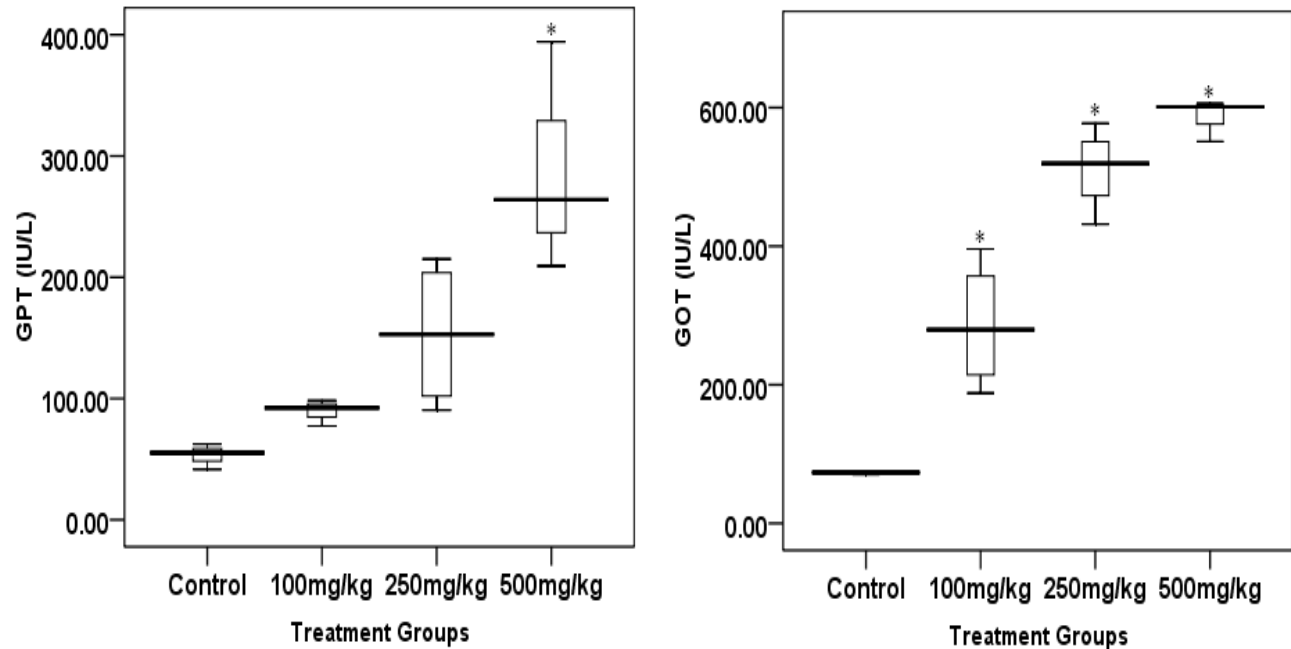 GPT (IU/L)
400.00
300.00
200.00
100.00
0.00
*
Control 100mg/kg 250mg/kg 500mg/kg
Treatment Groups
GOT (IU/L)
600.00
400.00
200.00
0.00
* * *
Control 100mg/kg 250mg/kg 500mg/kg
Treatment Groups